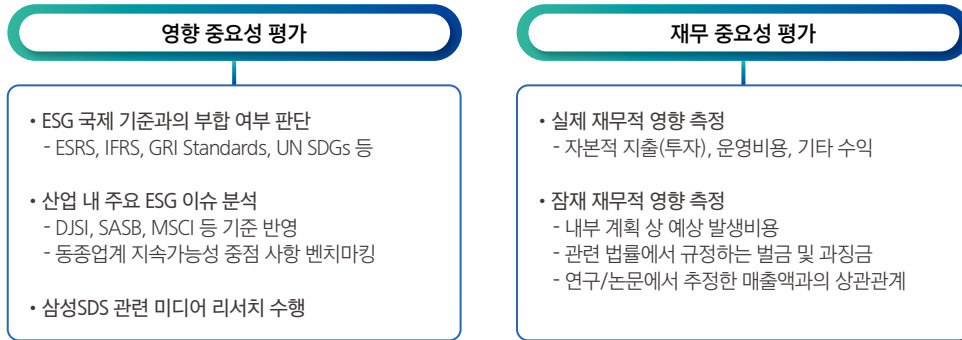 영향 중요성 평가
• ESG 국제 기준과의 부합 여부 판단
- ESRS, IFRS, GRI Standards, UN SDGs 등
• 산업 내 주요 ESG 이슈 분석
- DJSI, SASB, MSCI 등 기준 반영
- 동종업계 지속가능성 중점 사항 벤치마킹
• 삼성SDS 관련 미디어 리서치 수행
재무 중요성 평가
• 실제 재무적 영향 측정
- 자본적 지출(투자), 운영비용, 기타 수익
• 잠재 재무적 영향 측정
- 내부 계획 상 예상 발생비용
- 관련 법률에서 규정하는 벌금 및 과징금
- 연구/논문에서 추정한 매출액과의 상관관계